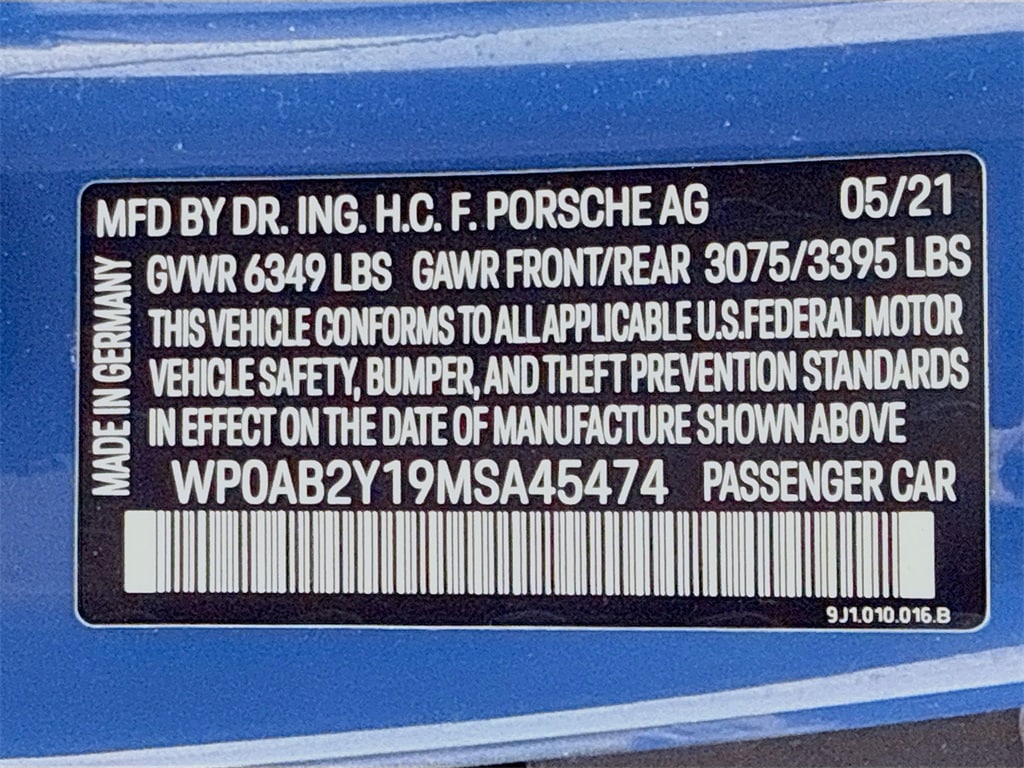 MFD BY DR. ING. H.C. F. PORSCHE AG 05/21
MADE IN GERMANY
GVWR 6349 LBS GAWR FRONT/REAR 3075/3395 LBS
THIS VEHICLE CONFORMS TO ALL APPLICABLE U.S.FEDERAL MOTOR
VEHICLE SAFETY, BUMPER, AND THEFT PREVENTION STANDARDS
IN EFFECT ON THE DATE OF MANUFACTURE SHOWN ABOVE
WP0AB2Y19MSA45474 PASSENGER CAR
9J1.010.016.B